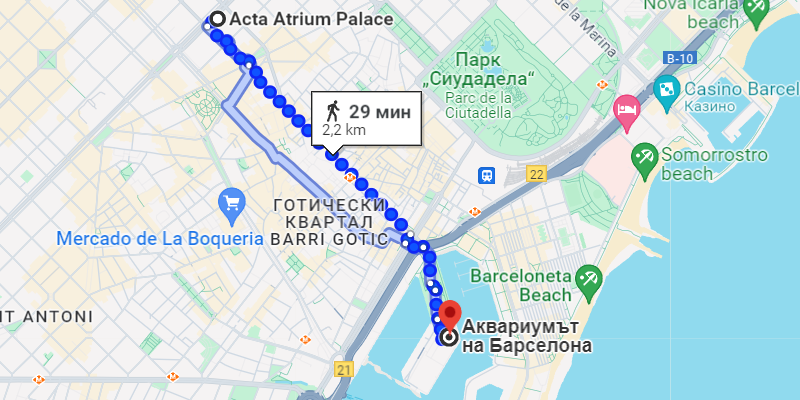 Acta Atrium Palace
Nova Icària
beach
de la Marina
B-10
Парк
“Сиудадела“
Parc de la
Ciutadella
Casino Barcel
Казино
29 мин
2,2 km
Somorrostro
beach
22
ГОТИЧЕСКИ
КВАРТАЛ
BARRI GOTIC
Mercado de La Boqueria
Barceloneta
Beach
NT ANTONI
Аквариумът
на Барселона
21